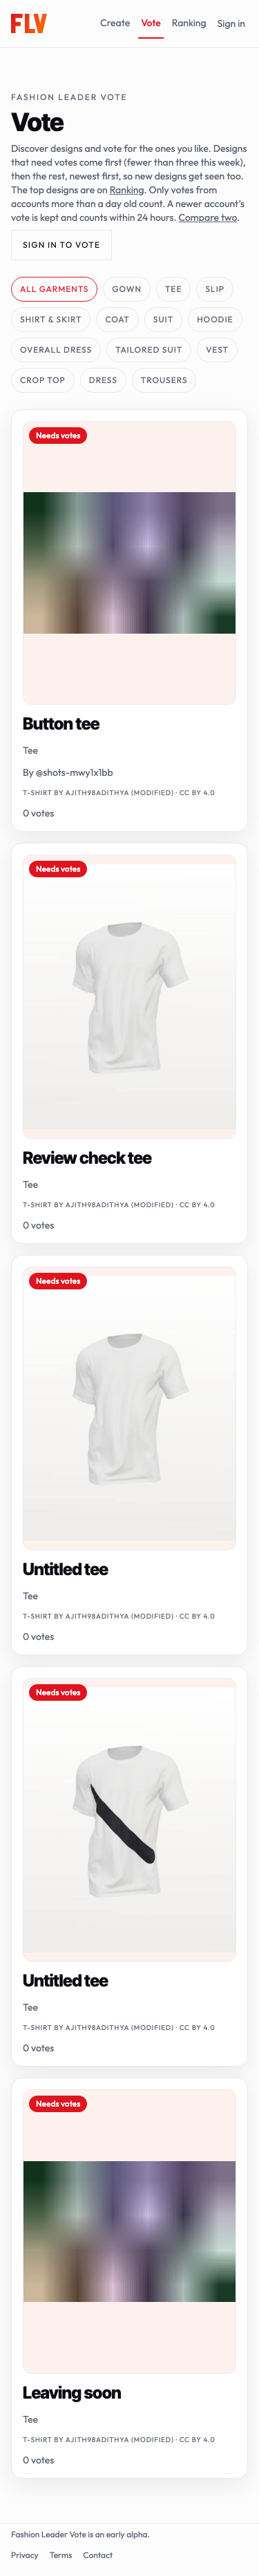 FLV
Create Vote Ranking Sign in
FASHION LEADER VOTE
Vote
Discover designs and vote for the ones you like. Designs
that need votes come first (fewer than three this week),
then the rest, newest first, so new designs get seen too.
The top designs are on Ranking. Only votes from
accounts more than a day old count. A newer account's
vote is kept and counts within 24 hours. Compare two.
SIGN IN TO VOTE
ALL GARMENTS GOWN TEE SLIP
SHIRT & SKIRT COAT SUIT HOODIE
OVERALL DRESS TAILORED SUIT VEST
CROP TOP DRESS TROUSERS
Needs votes
Button tee
Tee
By @shots-mwy1x1bb
T-SHIRT BY AJITH98ADITHYA (MODIFIED) · CC BY 4.0
0 votes
Needs votes
Review check tee
Tee
T-SHIRT BY AJITH98ADITHYA (MODIFIED) · CC BY 4.0
0 votes
Needs votes
Untitled tee
Tee
T-SHIRT BY AJITH98ADITHYA (MODIFIED) · CC BY 4.0
0 votes
Needs votes
Untitled tee
Tee
T-SHIRT BY AJITH98ADITHYA (MODIFIED) · CC BY 4.0
0 votes
Needs votes
Leaving soon
Tee
T-SHIRT BY AJITH98ADITHYA (MODIFIED) · CC BY 4.0
0 votes
Fashion Leader Vote is an early alpha.
Privacy Terms Contact